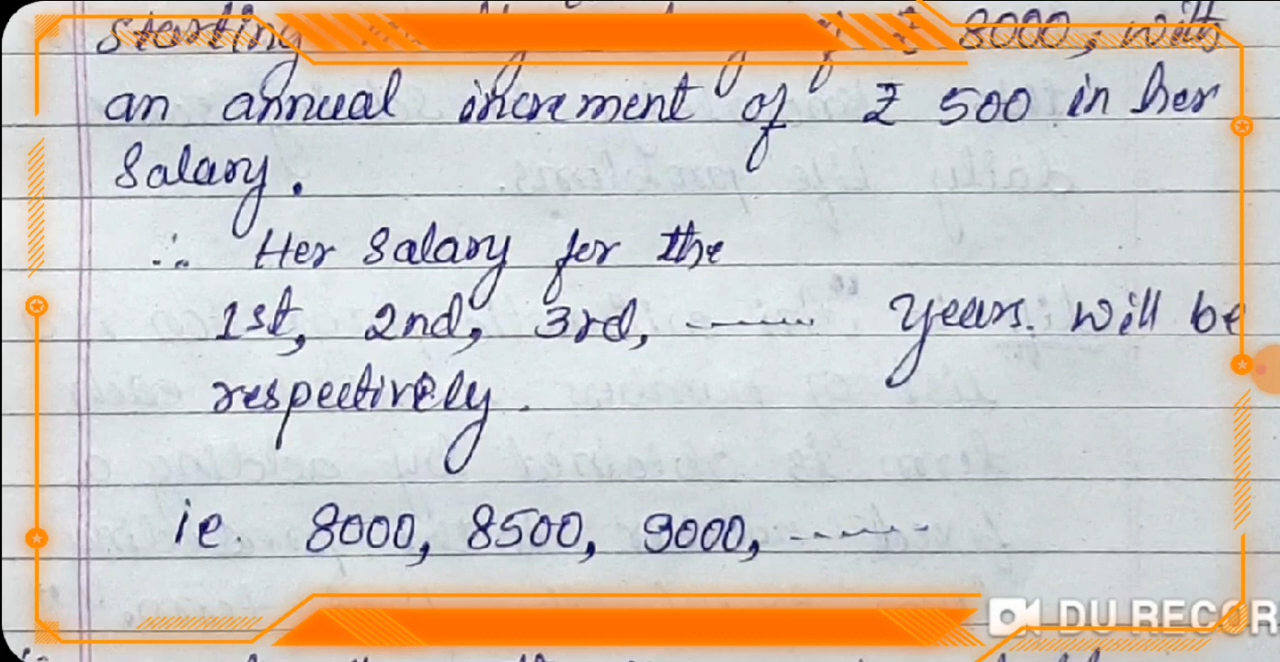 starting 8000, with
an annual increment of ₹ 500 in her
Salary.
∴ Her Salary for the
1st, 2nd, 3rd, ------- years. will be
respectively.
ie. 8000, 8500, 9000, -------
DU RECOR